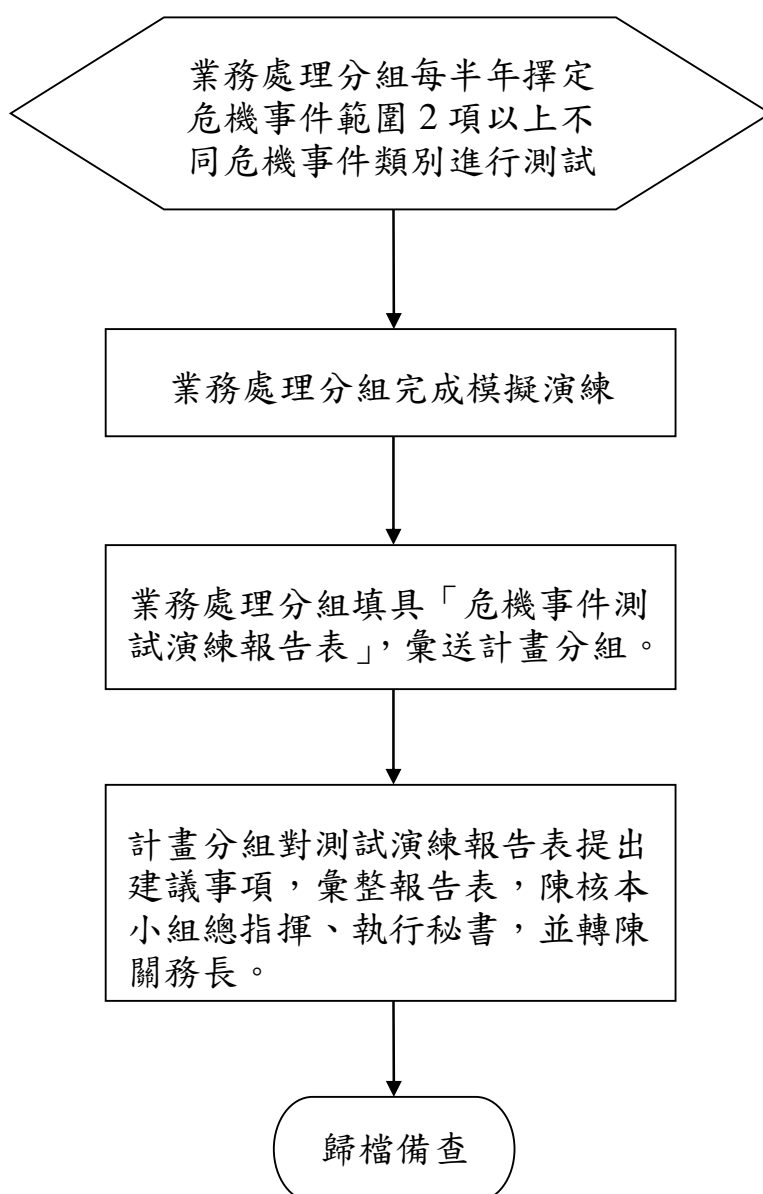 業務處理分組每半年擇定
危機事件範圍 2 項以上不
同危機事件類別進行測試
業務處理分組完成模擬演練
業務處理分組填具「危機事件測
試演練報告表」，彙送計畫分組。
計畫分組對測試演練報告表提出
建議事項，彙整報告表，陳核本
小組總指揮、執行秘書，並轉陳
關務長。
歸檔備查